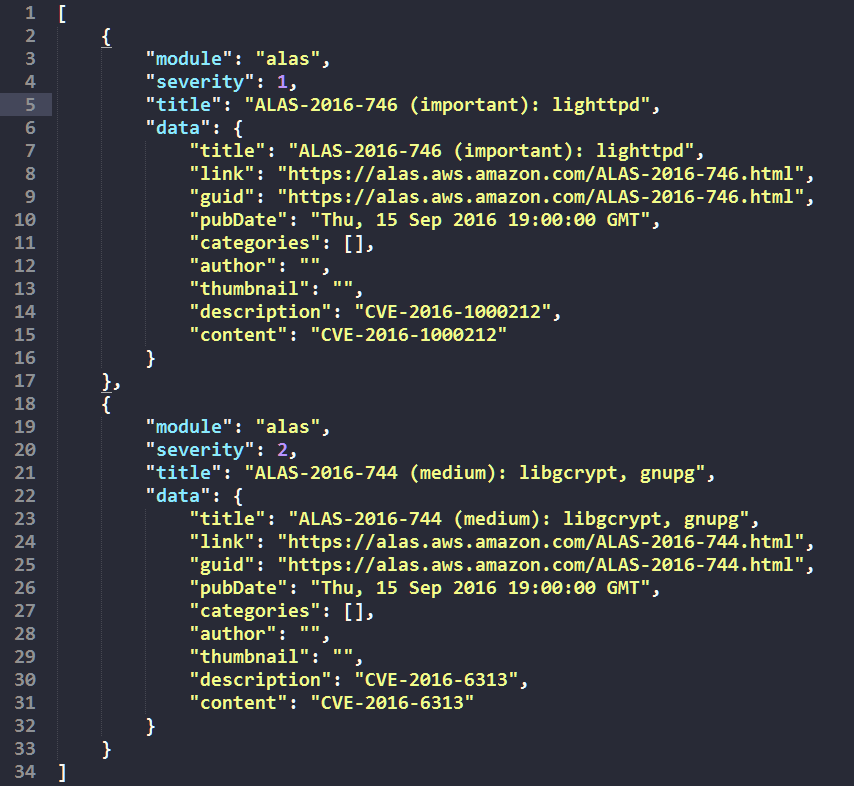 1 [
2     {
3         "module": "alas",
4         "severity": 1,
5         "title": "ALAS-2016-746 (important): lighttpd",
6         "data": {
7             "title": "ALAS-2016-746 (important): lighttpd",
8             "link": "https://alas.aws.amazon.com/ALAS-2016-746.html",
9             "guid": "https://alas.aws.amazon.com/ALAS-2016-746.html",
10             "pubDate": "Thu, 15 Sep 2016 19:00:00 GMT",
11             "categories": [],
12             "author": "",
13             "thumbnail": "",
14             "description": "CVE-2016-1000212",
15             "content": "CVE-2016-1000212"
16         }
17     },
18     {
19         "module": "alas",
20         "severity": 2,
21         "title": "ALAS-2016-744 (medium): libgcrypt, gnupg",
22         "data": {
23             "title": "ALAS-2016-744 (medium): libgcrypt, gnupg",
24             "link": "https://alas.aws.amazon.com/ALAS-2016-744.html",
25             "guid": "https://alas.aws.amazon.com/ALAS-2016-744.html",
26             "pubDate": "Thu, 15 Sep 2016 19:00:00 GMT",
27             "categories": [],
28             "author": "",
29             "thumbnail": "",
30             "description": "CVE-2016-6313",
31             "content": "CVE-2016-6313"
32         }
33     }
34 ]